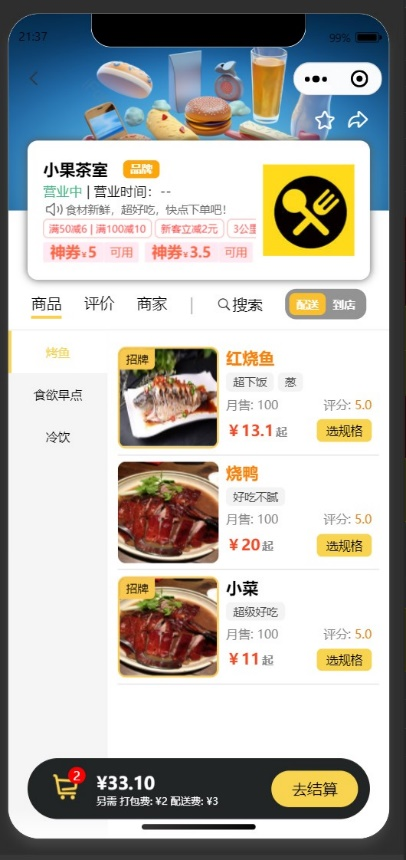 21:37 99%
小果茶室 品牌
营业中 | 营业时间： --
食材新鲜，超好吃，快点下单吧！
满50减6 | 满100减10 新客立减2元 3公里
神券¥5 可用 神券¥3.5 可用
商品 评价 商家 | 搜索 配送 到店
烤鱼
食欲早点
冷饮
招牌
红烧鱼
超下饭 葱
月售: 100 评分: 5.0
¥13.1起 选规格
烧鸭
好吃不腻
月售: 100 评分: 5.0
¥20起 选规格
招牌
小菜
超级好吃
月售: 100 评分: 5.0
¥11起 选规格
2
¥33.10
另需 打包费: ¥2 配送费: ¥3
去结算